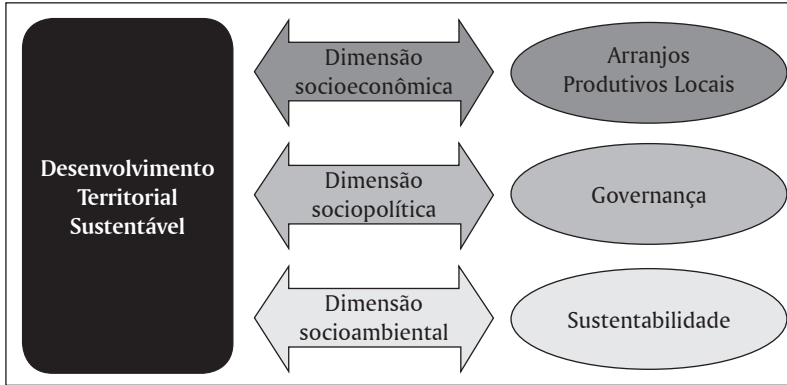 Desenvolvimento
Territorial
Sustentável
Dimensão
socioeconômica
Arranjos
Produtivos Locais
Dimensão
sociopolítica
Governança
Dimensão
socioambiental
Sustentabilidade